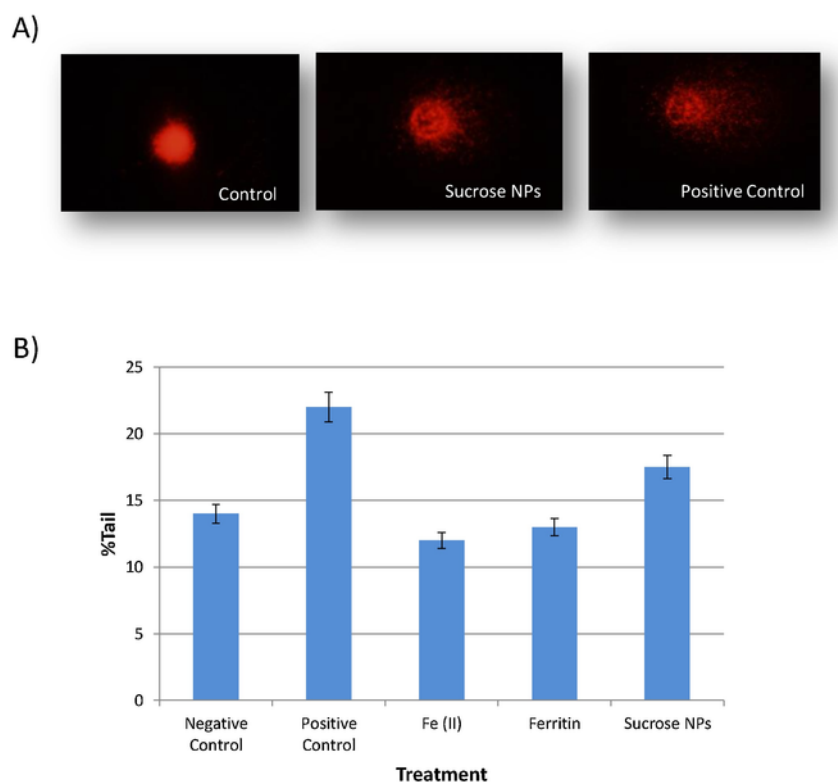 A)
Control
Sucrose NPs
Positive Control
B)
25
20
15
10
5
0
%Tail
Negative
Control
Positive
Control
Fe (II)
Ferritin
Sucrose NPs
Treatment